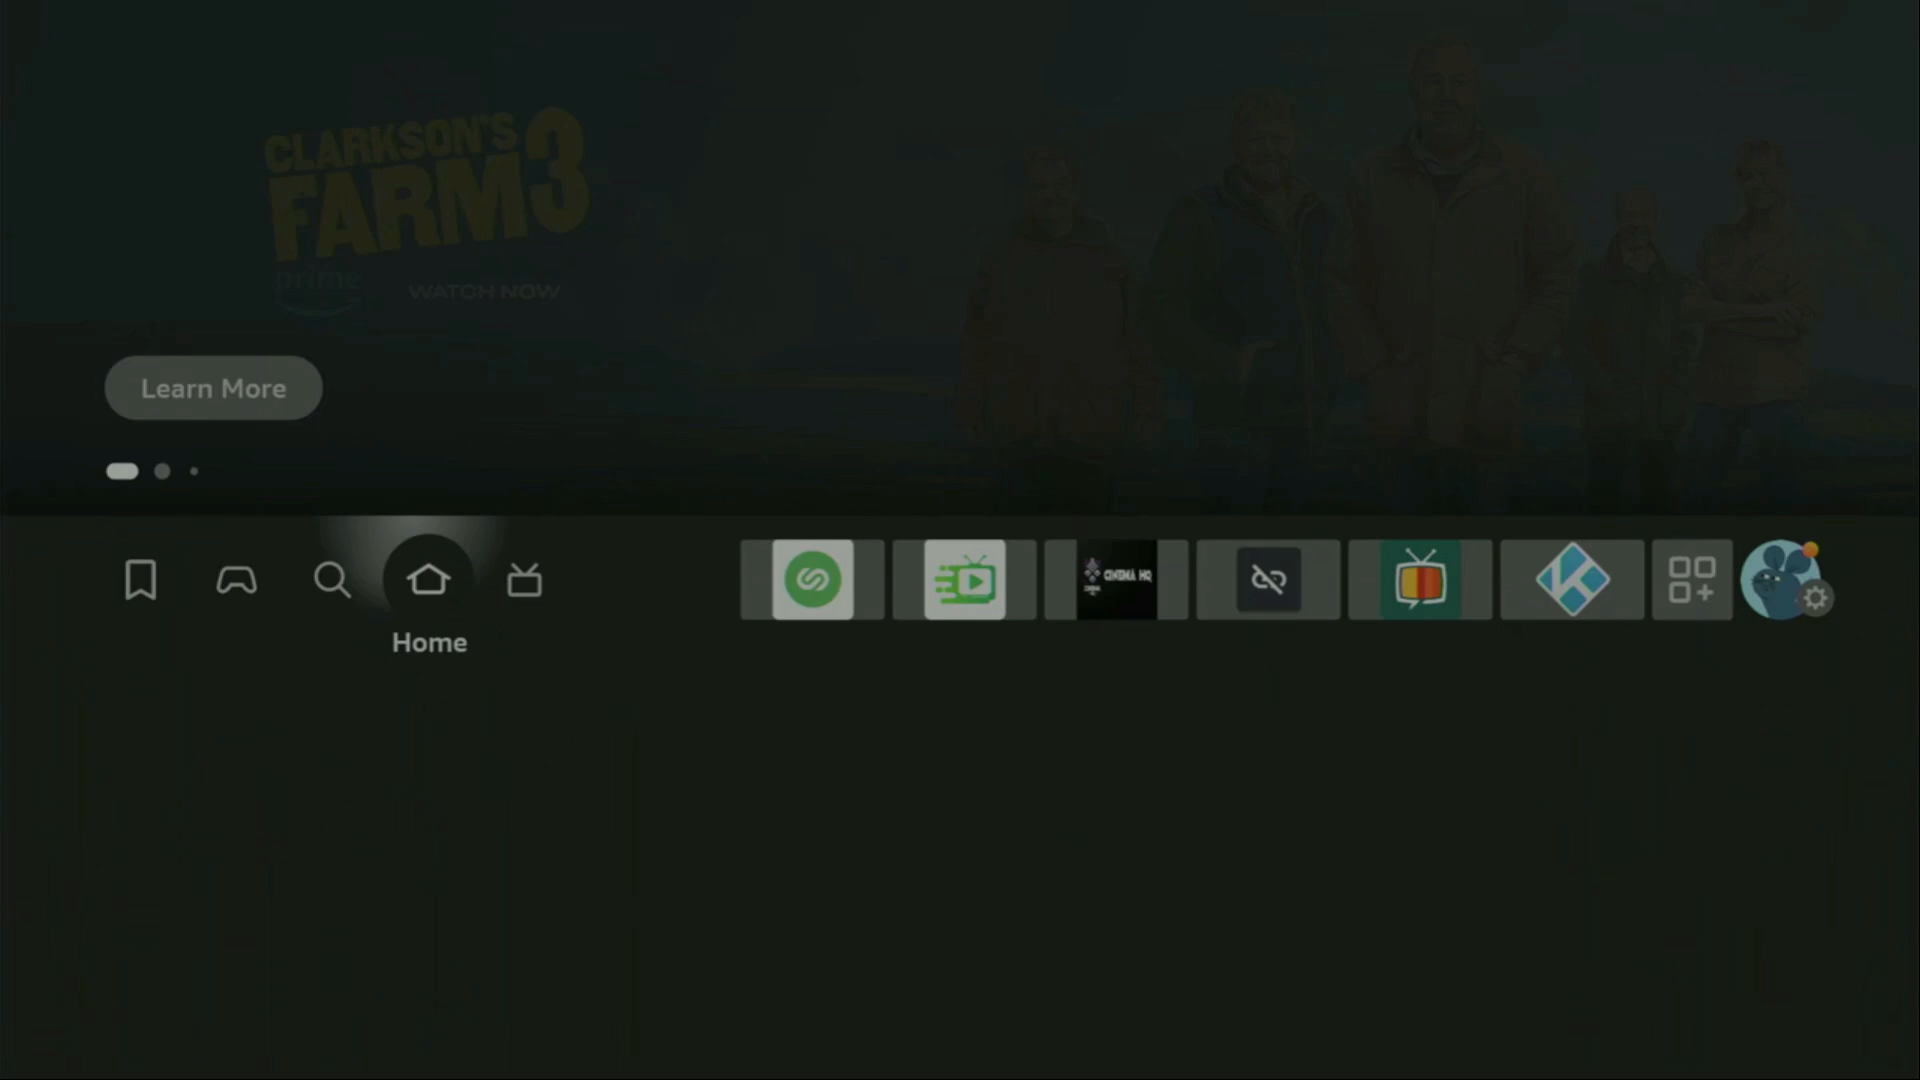 CLARKSON'S
FARM 3
prime
WATCH NOW
Learn More
CINEMA HQ
Home